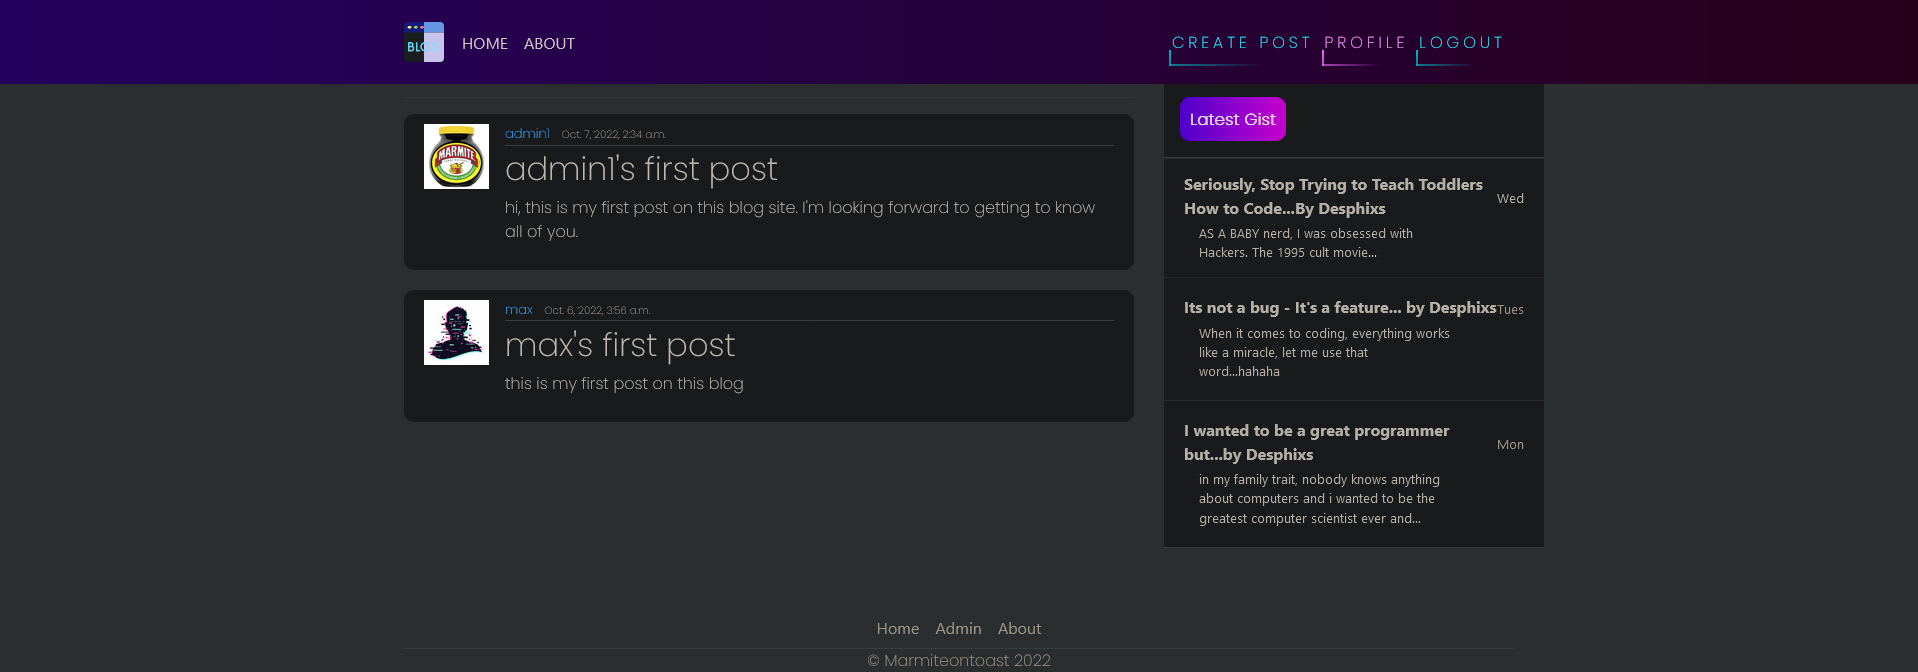 BLOG HOME ABOUT CREATE POST PROFILE LOGOUT
admin1 Oct. 7, 2022, 2:34 a.m.
MARMITE
admin1's first post
hi, this is my first post on this blog site. I'm looking forward to getting to know
all of you.
max Oct. 6, 2022, 3:56 a.m.
max's first post
this is my first post on this blog
Latest Gist
Seriously, Stop Trying to Teach Toddlers
How to Code...By Desphixs
Wed
AS A BABY nerd, I was obsessed with
Hackers. The 1995 cult movie...
Its not a bug - It's a feature... by Desphixs Tues
When it comes to coding, everything works
like a miracle, let me use that
word...hahaha
I wanted to be a great programmer
but...by Desphixs
Mon
in my family trait, nobody knows anything
about computers and i wanted to be the
greatest computer scientist ever and...
Home Admin About
© Marmiteontoast 2022